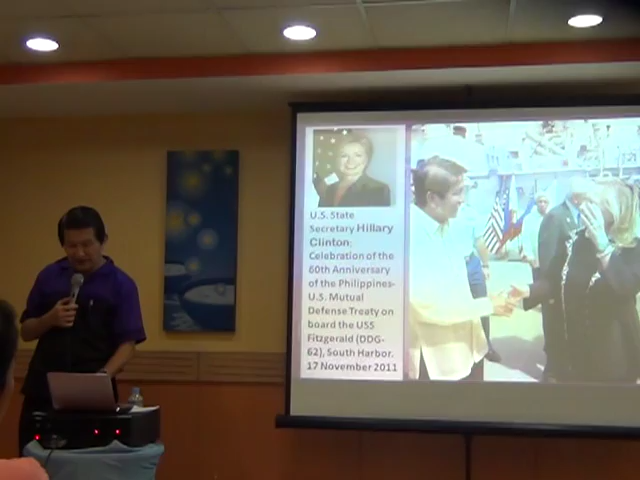 U.S. State
Secretary Hillary
Clinton;
Celebration of the
60th Anniversary
of the Philippines-
U.S. Mutual
Defense Treaty on
board the USS
Fitzgerald (DDG-
62), South Harbor.
17 November 2011